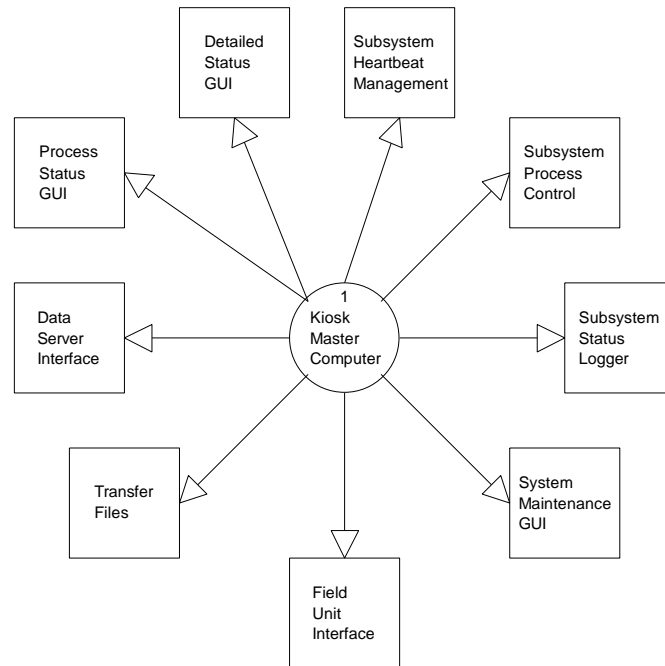 Detailed
Status
GUI
Subsystem
Heartbeat
Management
Process
Status
GUI
Subsystem
Process
Control
1
Kiosk
Master
Computer
Data
Server
Interface
Subsystem
Status
Logger
Transfer
Files
System
Maintenance
GUI
Field
Unit
Interface